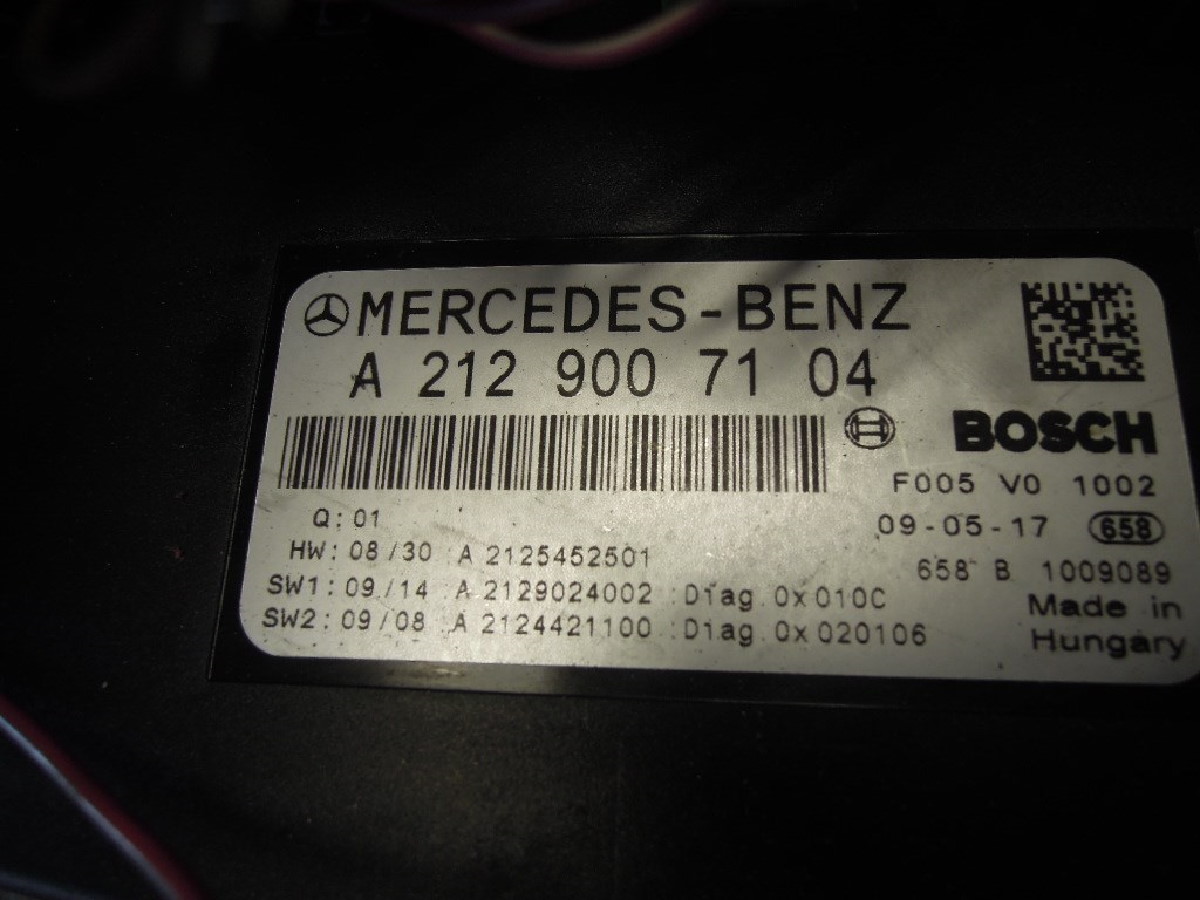 MERCEDES-BENZ
A 212 900 71 04
BOSCH
F005 V0 1002
Q: 01
09-05-17 658
HW: 08/30 A 2125452501
658 B 1009089
SW1: 09/14 A 2129024002 Diag 0x010C
Made in
SW2: 09/08 A 2124421100 Diag 0x020106
Hungary